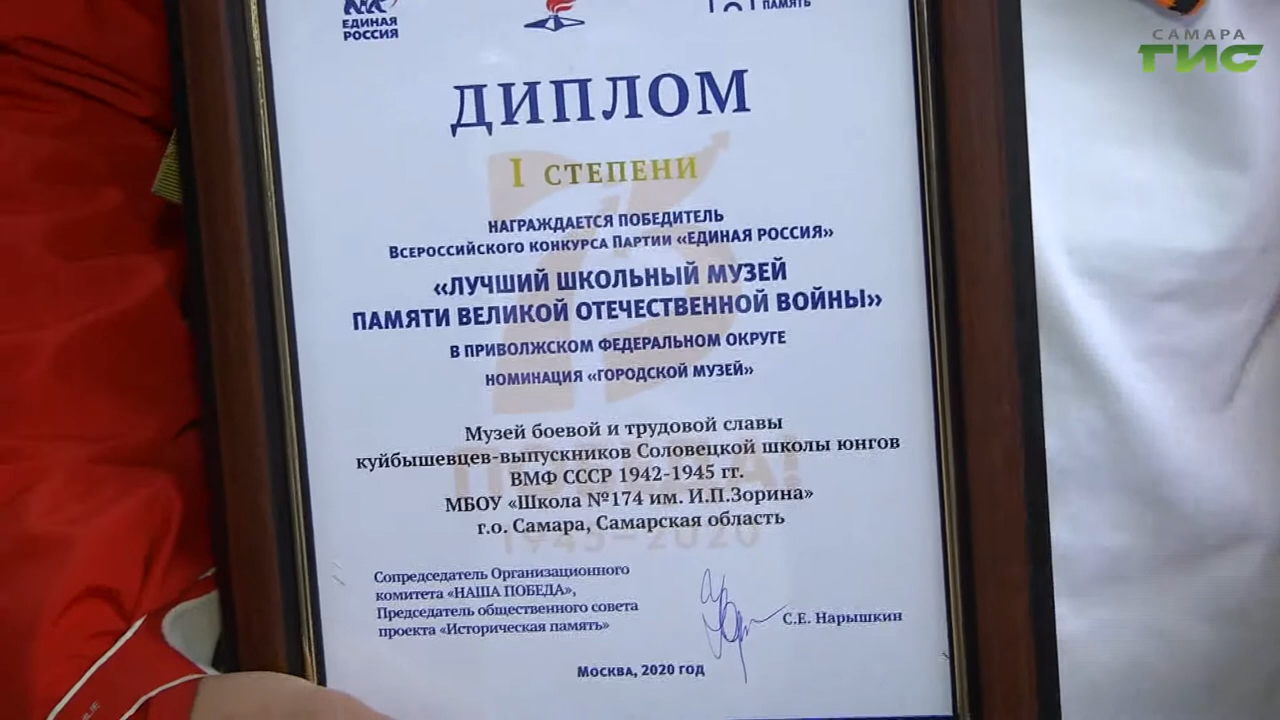 ЕДИНАЯ
РОССИЯ
ПАМЯТЬ
САМАРА
ГИС
ДИПЛОМ
I СТЕПЕНИ
НАГРАЖДАЕТСЯ ПОБЕДИТЕЛЬ
ВСЕРОССИЙСКОГО КОНКУРСА ПАРТИИ «ЕДИНАЯ РОССИЯ»
«ЛУЧШИЙ ШКОЛЬНЫЙ МУЗЕЙ
ПАМЯТИ ВЕЛИКОЙ ОТЕЧЕСТВЕННОЙ ВОЙНЫ»
В ПРИВОЛЖСКОМ ФЕДЕРАЛЬНОМ ОКРУГЕ
НОМИНАЦИЯ «ГОРОДСКОЙ МУЗЕЙ»
Музей боевой и трудовой славы
куйбышевцев-выпускников Соловецкой школы юнгов
ВМФ СССР 1942-1945 гг.
МБОУ «Школа №174 им. И.П.Зорина»
г.о. Самара, Самарская область
1945-2020
Сопредседатель Организационного
комитета «НАША ПОБЕДА»,
Председатель общественного совета
проекта «Историческая память»
С.Е. Нарышкин
Москва, 2020 год